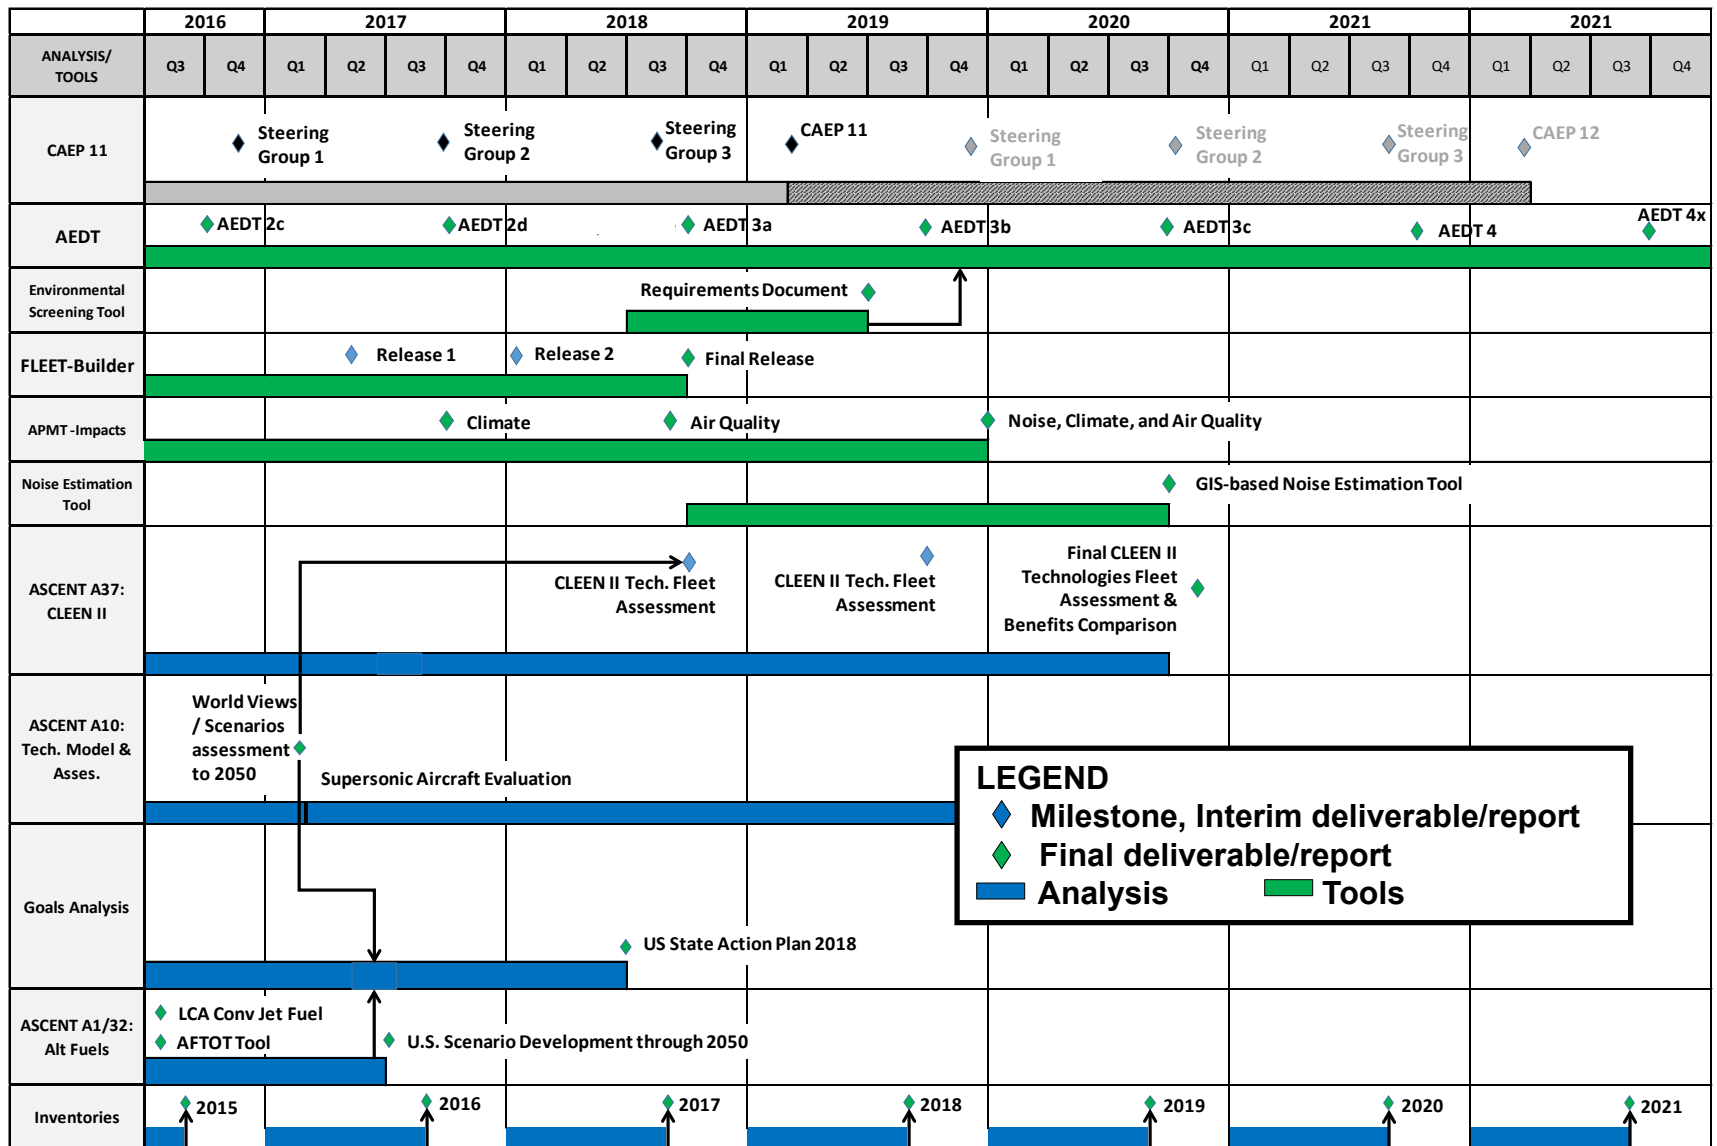 2016 2017 2018 2019 2020 2021 2021
ANALYSIS/
TOOLS
Q3 Q4 Q1 Q2 Q3 Q4 Q1 Q2 Q3 Q4 Q1 Q2 Q3 Q4 Q1 Q2 Q3 Q4 Q1 Q2 Q3 Q4 Q1 Q2 Q3 Q4
CAEP 11
Steering
Group 1
Steering
Group 2
Steering
Group 3
CAEP 11
Steering
Group 1
Steering
Group 2
Steering
Group 3
CAEP 12
AEDT
AEDT 2c
AEDT 2d
AEDT 3a
AEDT 3b
AEDT 3c
AEDT 4
AEDT 4x
Environmental
Screening Tool
Requirements Document
FLEET-Builder
Release 1
Release 2
Final Release
APMT -Impacts
Climate
Air Quality
Noise, Climate, and Air Quality
Noise Estimation
Tool
GIS-based Noise Estimation Tool
ASCENT A37:
CLEEN II
CLEEN II Tech. Fleet
Assessment
CLEEN II Tech. Fleet
Assessment
Final CLEEN II
Technologies Fleet
Assessment &
Benefits Comparison
ASCENT A10:
Tech. Model &
Asses.
World Views
/ Scenarios
assessment
to 2050
Supersonic Aircraft Evaluation
LEGEND
Milestone, Interim deliverable/report
Final deliverable/report
Analysis
Tools
Goals Analysis
US State Action Plan 2018
ASCENT A1/32:
Alt Fuels
LCA Conv Jet Fuel
AFTOT Tool
U.S. Scenario Development through 2050
Inventories
2015
2016
2017
2018
2019
2020
2021